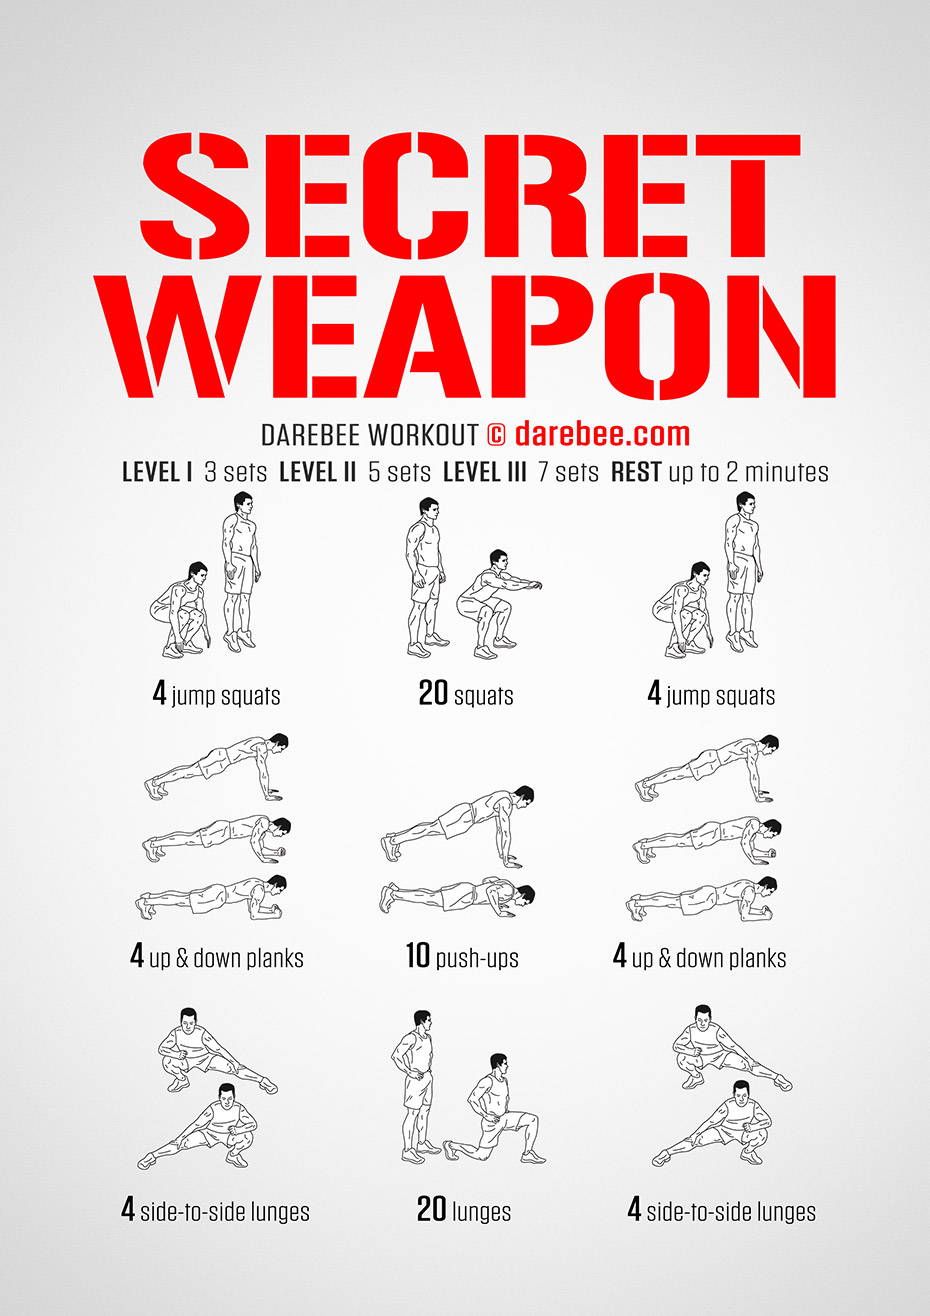 SECRET
WEAPON
DAREBEE WORKOUT © darebee.com
LEVEL I 3 sets LEVEL II 5 sets LEVEL III 7 sets REST up to 2 minutes
4 jump squats 20 squats 4 jump squats
4 up & down planks 10 push-ups 4 up & down planks
4 side-to-side lunges 20 lunges 4 side-to-side lunges